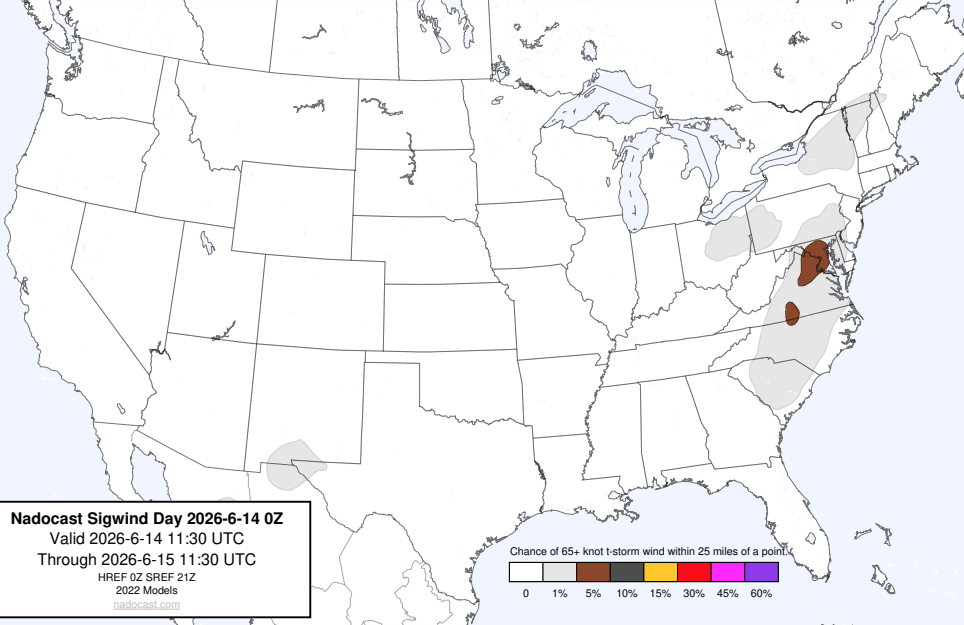 Nadocast Sigwind Day 2026-6-14 0Z
Valid 2026-6-14 11:30 UTC
Through 2026-6-15 11:30 UTC
HREF 0Z SREF 21Z
2022 Models
nadocast.com
Chance of 65+ knot t-storm wind within 25 miles of a point.
0 1% 5% 10% 15% 30% 45% 60%